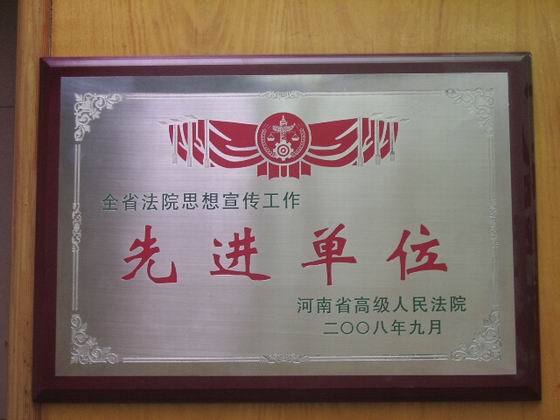 全省法院思想宣传工作
先进单位
河南省高级人民法院
二〇〇八年九月